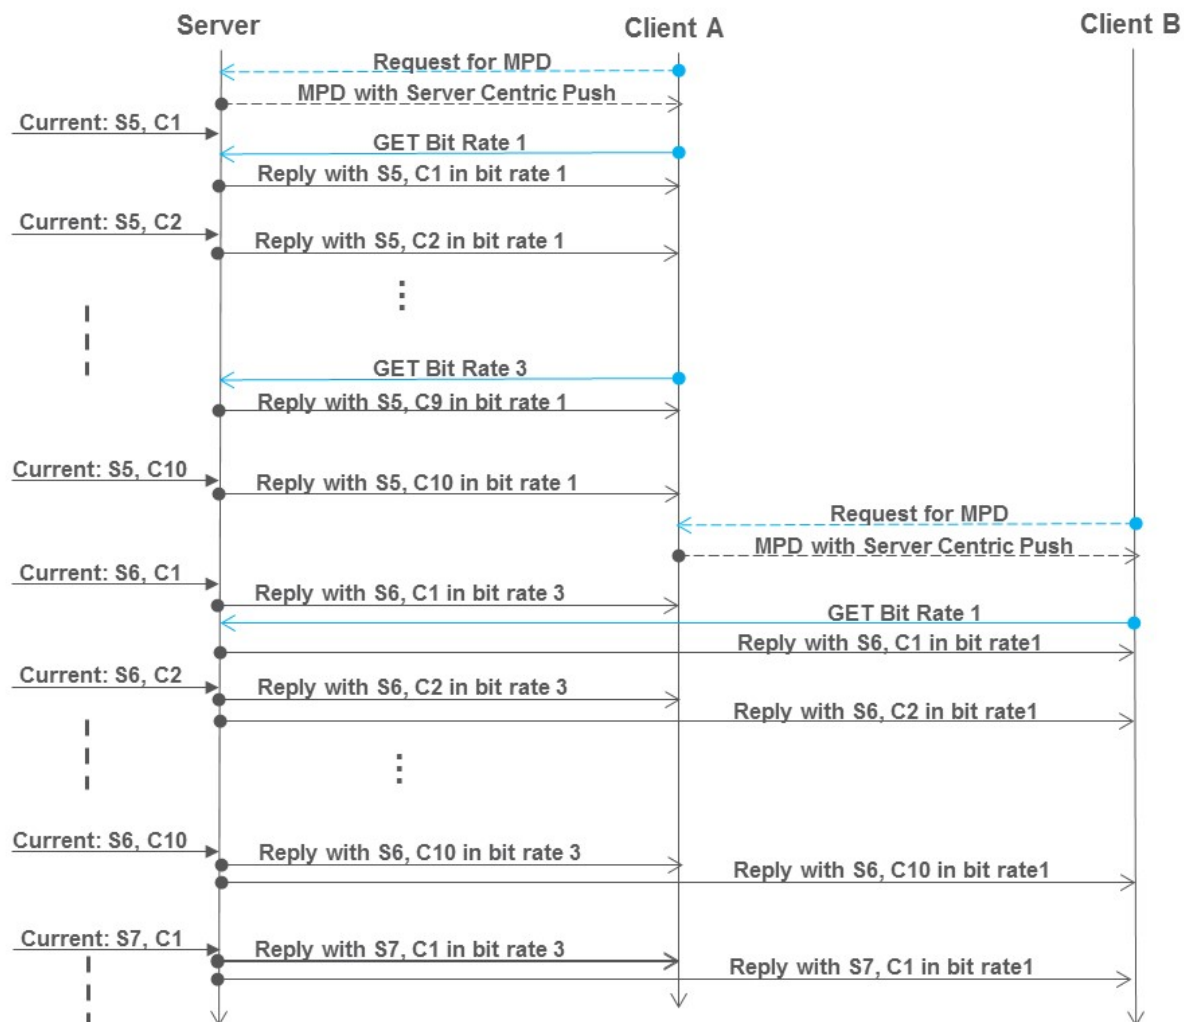 Server
Client A
Client B
Request for MPD
MPD with Server Centric Push
Current: S5, C1
GET Bit Rate 1
Reply with S5, C1 in bit rate 1
Current: S5, C2
Reply with S5, C2 in bit rate 1
GET Bit Rate 3
Reply with S5, C9 in bit rate 1
Current: S5, C10
Reply with S5, C10 in bit rate 1
Request for MPD
MPD with Server Centric Push
Current: S6, C1
Reply with S6, C1 in bit rate 3
GET Bit Rate 1
Reply with S6, C1 in bit rate1
Current: S6, C2
Reply with S6, C2 in bit rate 3
Reply with S6, C2 in bit rate1
Current: S6, C10
Reply with S6, C10 in bit rate 3
Reply with S6, C10 in bit rate1
Current: S7, C1
Reply with S7, C1 in bit rate 3
Reply with S7, C1 in bit rate1